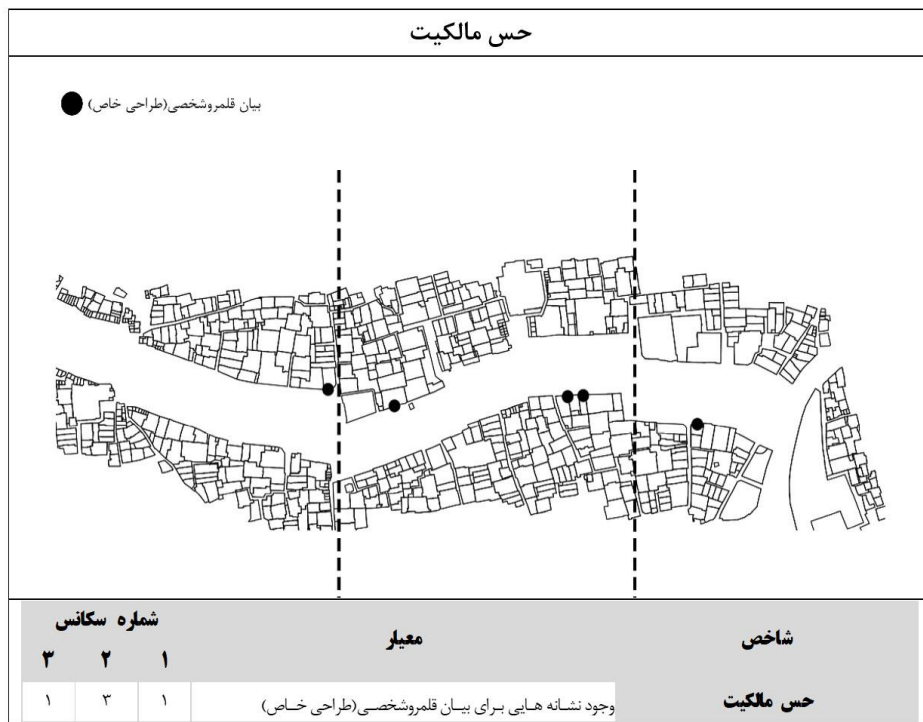 حس مالکیت
بیان قلمروشخصی(طراحی خاص)
شاخص معیار شماره سکانس
۱ ۲ ۳
حس مالکیت وجود نشانه هایی برای بیان قلمروشخصی(طراحی خاص) ۱ ۳ ۱